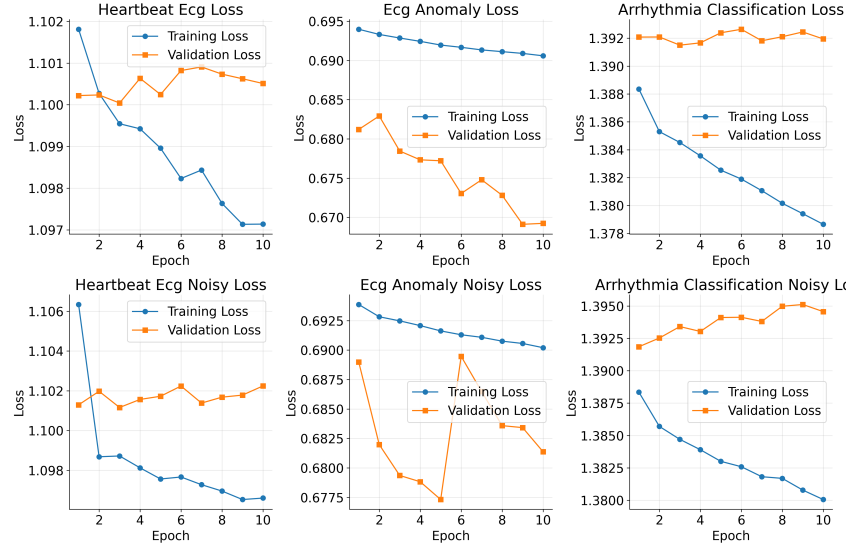 Heartbeat Ecg Loss
1.102
1.101
1.100
1.099
1.098
1.097
Loss
Training Loss
Validation Loss
2 4 6 8 10
Epoch
Ecg Anomaly Loss
0.695
0.690
0.685
0.680
0.675
0.670
Loss
Training Loss
Validation Loss
2 4 6 8 10
Epoch
Arrhythmia Classification Loss
1.392
1.390
1.388
1.386
1.384
1.382
1.380
1.378
Loss
Training Loss
Validation Loss
2 4 6 8 10
Epoch
Heartbeat Ecg Noisy Loss
1.106
1.104
1.102
1.100
1.098
Loss
Training Loss
Validation Loss
2 4 6 8 10
Epoch
Ecg Anomaly Noisy Loss
0.6925
0.6900
0.6875
0.6850
0.6825
0.6800
0.6775
Loss
Training Loss
Validation Loss
2 4 6 8 10
Epoch
Arrhythmia Classification Noisy Lo
1.3950
1.3925
1.3900
1.3875
1.3850
1.3825
1.3800
Loss
Training Loss
Validation Loss
2 4 6 8 10
Epoch